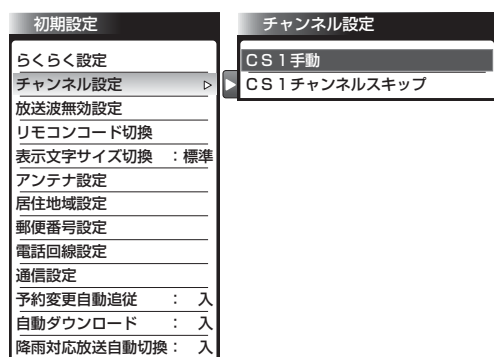 初期設定
らくらく設定
チャンネル設定
放送波無効設定
リモコンコード切換
表示文字サイズ切換 ：標準
アンテナ設定
居住地域設定
郵便番号設定
電話回線設定
通信設定
予約変更自動追従 ： 入
自動ダウンロード ： 入
降雨対応放送自動切換： 入
チャンネル設定
ＣＳ１手動
ＣＳ１チャンネルスキップ